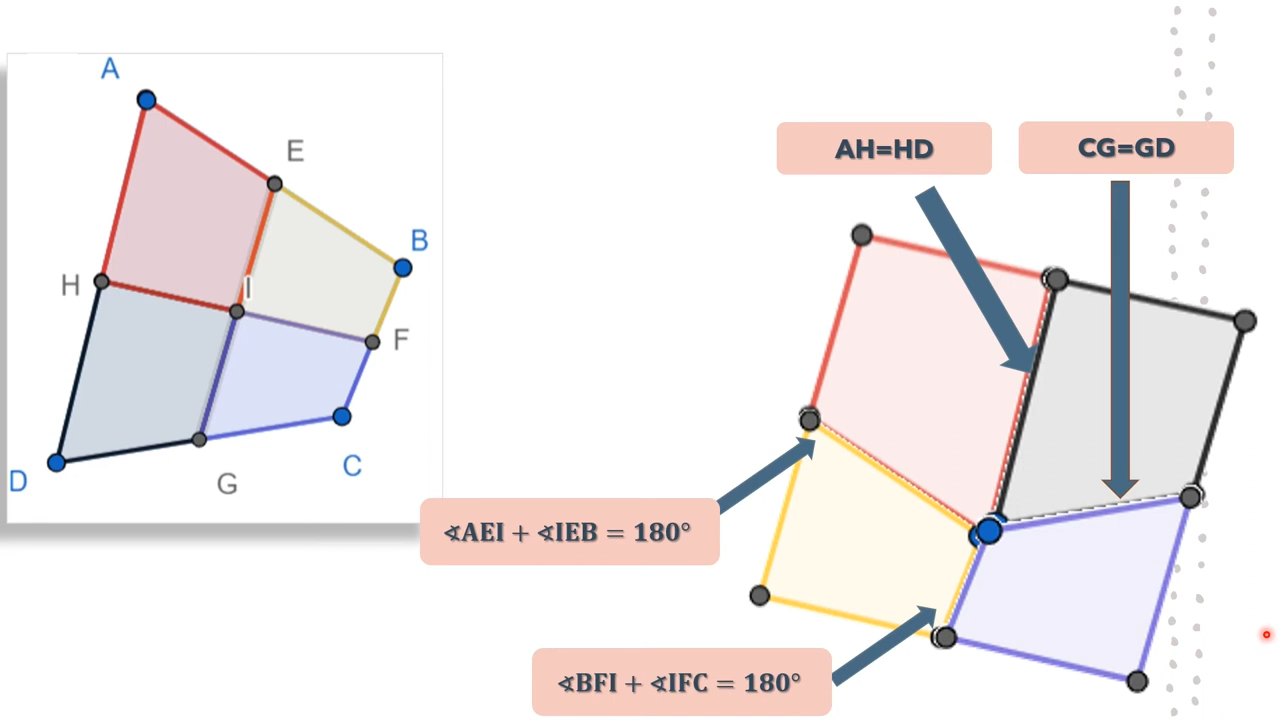 A
E
B
H
I
F
D
G
C
AH=HD
CG=GD
∢AEI + ∢IEB = 180°
∢BFI + ∢IFC = 180°